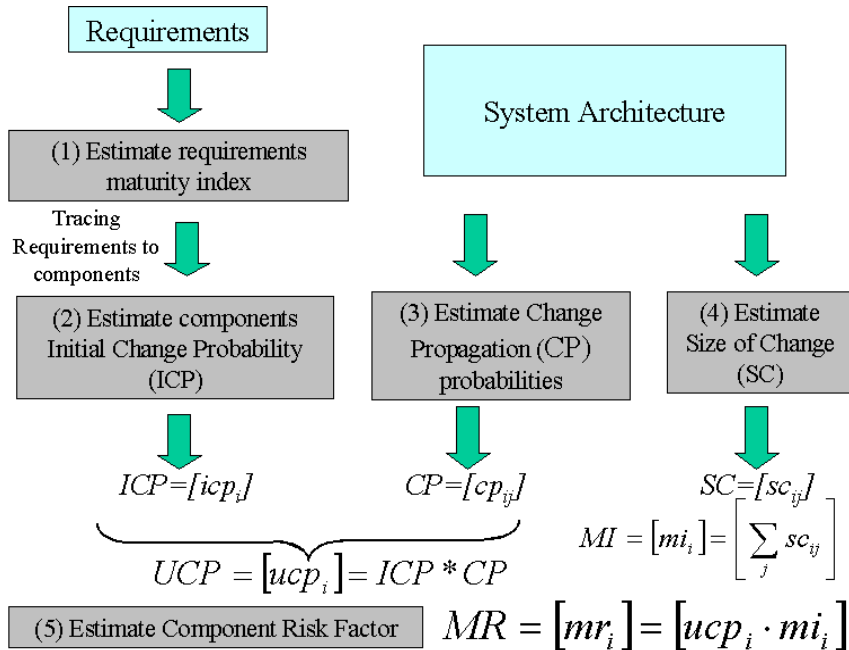 Requirements
System Architecture
(1) Estimate requirements
maturity index
Tracing
Requirements to
components
(2) Estimate components
Initial Change Probability
(ICP)
(3) Estimate Change
Propagation (CP)
probabilities
(4) Estimate
Size of Change
(SC)
ICP=[icp_i]
CP=[cp_ij]
SC=[sc_ij]
MI = [mi_i] = [∑_j sc_ij]
UCP = [ucp_i] = ICP * CP
(5) Estimate Component Risk Factor
MR = [mr_i] = [ucp_i · mi_i]